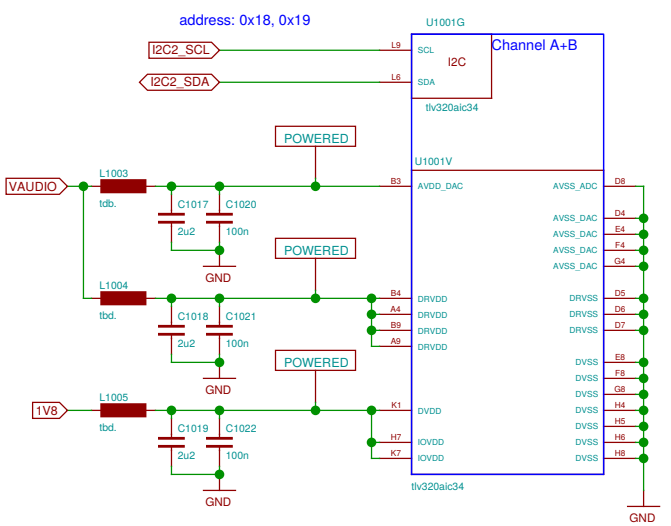 address: 0x18, 0x19
U1001G
I2C2_SCL
L9
SCL
Channel A+B
I2C
I2C2_SDA
L6
SDA
tlv320aic34
POWERED
U1001V
L1003
VAUDIO
B3
AVDD_DAC
AVSS_ADC
D8
tdb.
C1017
C1020
2u2
100n
AVSS_DAC
D4
AVSS_DAC
E4
AVSS_DAC
F4
AVSS_DAC
G4
POWERED
GND
L1004
B4
DRVDD
DRVSS
D5
A4
DRVDD
DRVSS
D6
B9
DRVDD
DRVSS
D7
A9
DRVDD
tbd.
C1018
C1021
2u2
100n
POWERED
DVSS
E8
DVSS
F8
GND
DVSS
G8
L1005
1V8
K1
DVDD
DVSS
H4
tbd.
C1019
C1022
DVSS
H5
H7
IOVDD
DVSS
H6
2u2
100n
K7
IOVDD
DVSS
H8
tlv320aic34
GND
GND